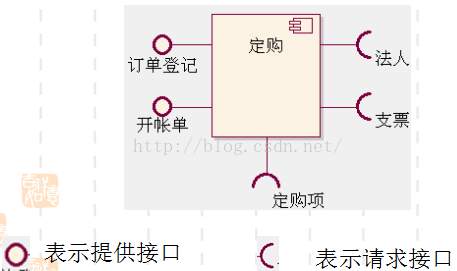 定购
订单登记
法人
开帐单
支票
http://blog.csdn.net/
定购项
表示提供接口
表示请求接口